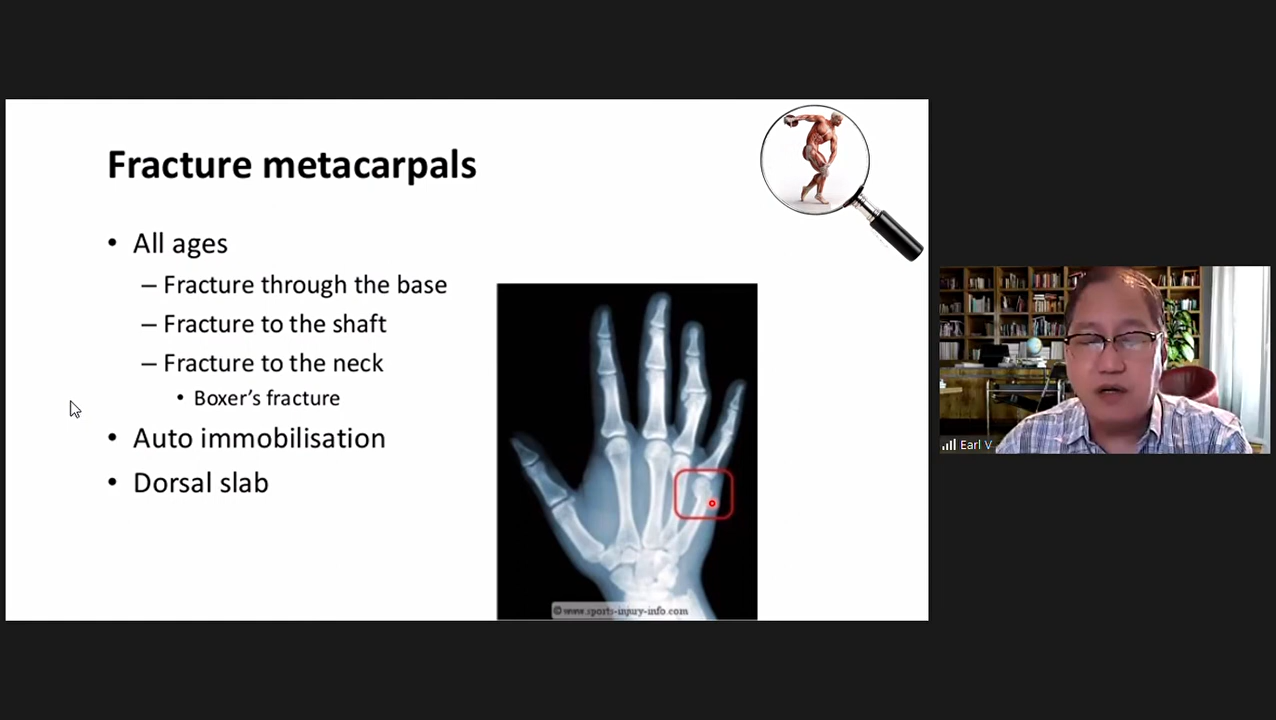 Fracture metacarpals
• All ages
– Fracture through the base
– Fracture to the shaft
– Fracture to the neck
• Boxer’s fracture
• Auto immobilisation
• Dorsal slab
©www.sports-injury-info.com
Earl V